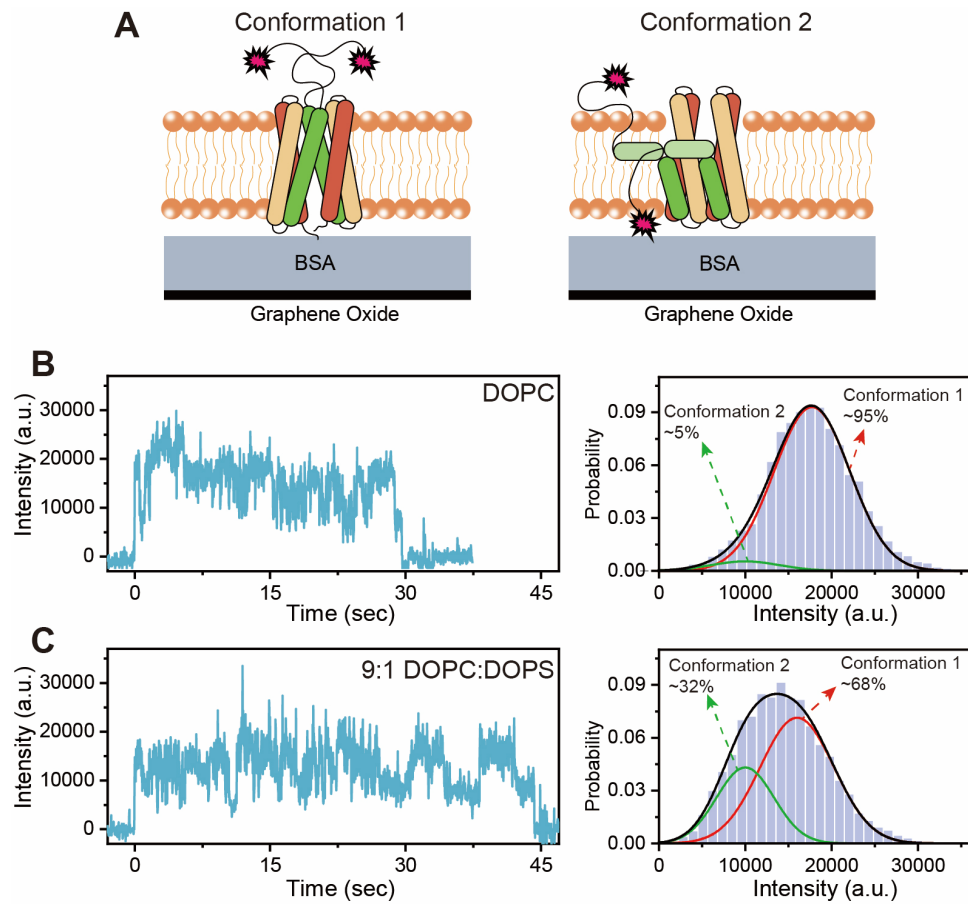 A
Conformation 1
Conformation 2
BSA
BSA
Graphene Oxide
Graphene Oxide
B
DOPC
Intensity (a.u.)
30000
20000
10000
0
0
15
30
45
Time (sec)
Conformation 2
~5%
Conformation 1
~95%
Probability
0.09
0.06
0.03
0.00
0
10000
20000
30000
Intensity (a.u.)
C
9:1 DOPC:DOPS
Intensity (a.u.)
30000
20000
10000
0
0
15
30
45
Time (sec)
Conformation 2
~32%
Conformation 1
~68%
Probability
0.09
0.06
0.03
0.00
0
10000
20000
30000
Intensity (a.u.)